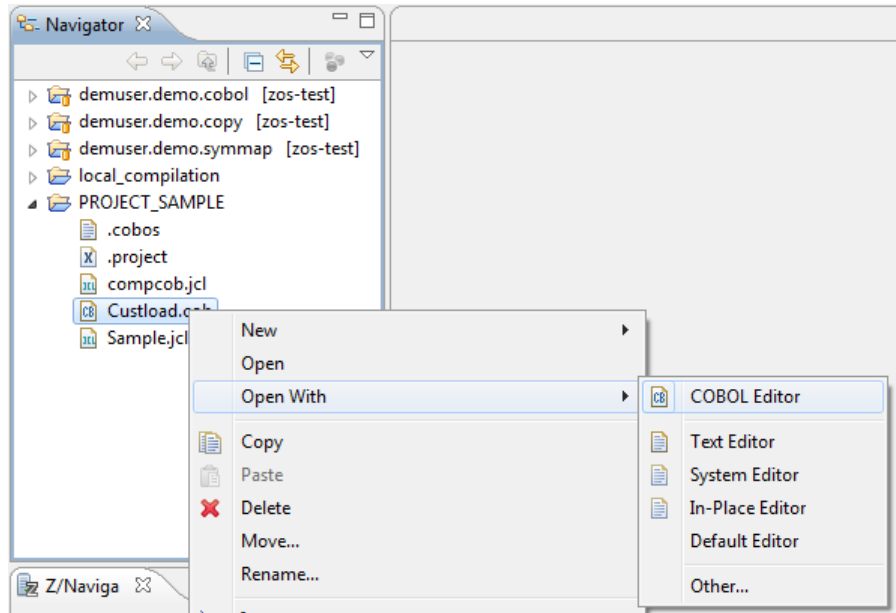 Navigator
demuser.demo.cobol [zos-test]
demuser.demo.copy [zos-test]
demuser.demo.symmap [zos-test]
local_compilation
PROJECT_SAMPLE
.cobos
.project
compcob.jcl
Custload.cob
Sample.jcl
New
Open
Open With
Copy
Paste
Delete
Move...
Rename...
COBOL Editor
Text Editor
System Editor
In-Place Editor
Default Editor
Other...
Z/Naviga